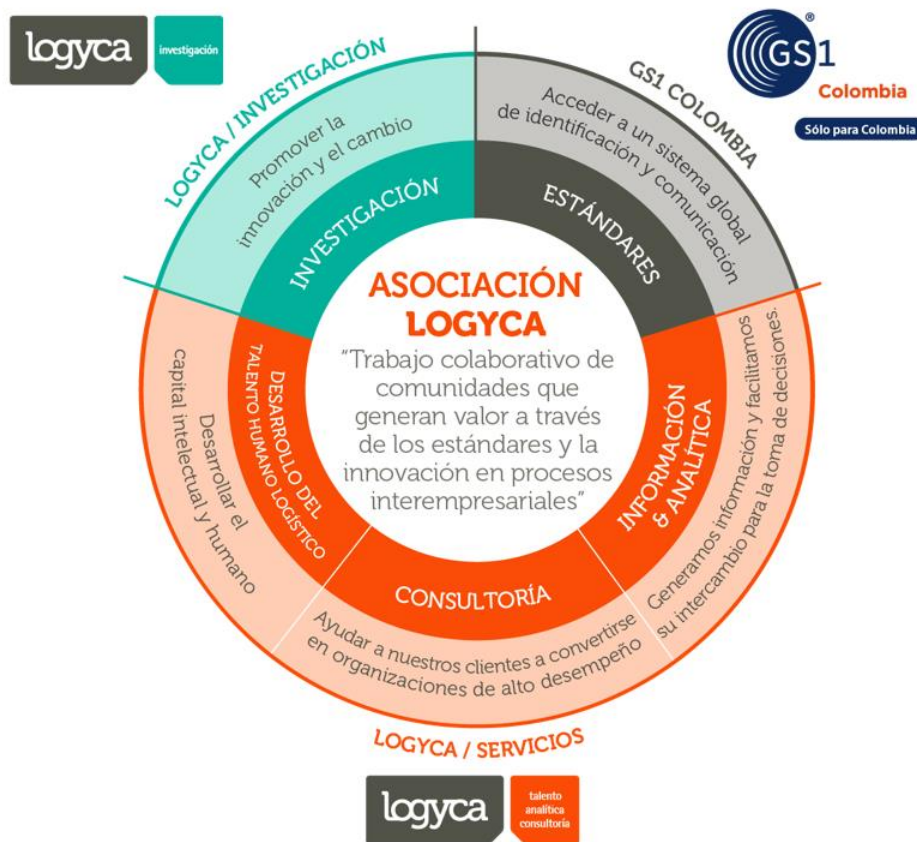 logyca
investigación
GS1
®
Colombia
Sólo para Colombia
LOGYCA / INVESTIGACIÓN
Promover la
innovación y el cambio
INVESTIGACIÓN
GS1 COLOMBIA
Acceder a un sistema global
de identificación y comunicación
ESTÁNDARES
ASOCIACIÓN
LOGYCA
"Trabajo colaborativo de
comunidades que
generan valor a través
de los estándares y la
innovación en procesos
interempresariales"
DESARROLLO DEL
TALENTO HUMANO LOGÍSTICO
Desarrollar el
capital intelectual y humano
INFORMACIÓN
& ANALÍTICA
Generamos información y facilitamos
su intercambio para la toma de decisiones.
CONSULTORÍA
Ayudar a nuestros clientes a convertirse
en organizaciones de alto desempeño
LOGYCA / SERVICIOS
logyca
talento
analítica
consultoría